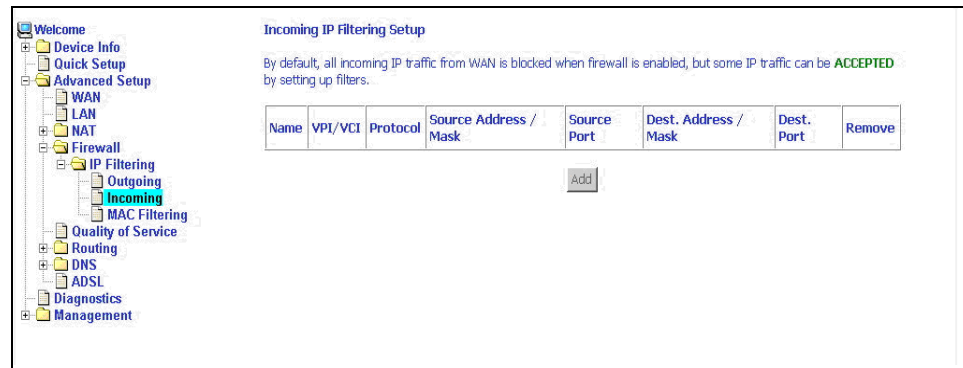 Welcome
Device Info
Quick Setup
Advanced Setup
WAN
LAN
NAT
Firewall
IP Filtering
Outgoing
Incoming
MAC Filtering
Quality of Service
Routing
DNS
ADSL
Diagnostics
Management
Incoming IP Filtering Setup
By default, all incoming IP traffic from WAN is blocked when firewall is enabled, but some IP traffic can be ACCEPTED
by setting up filters.
Name VPI/VCI Protocol Source Address / Mask Source Port Dest. Address / Mask Dest. Port Remove
Add